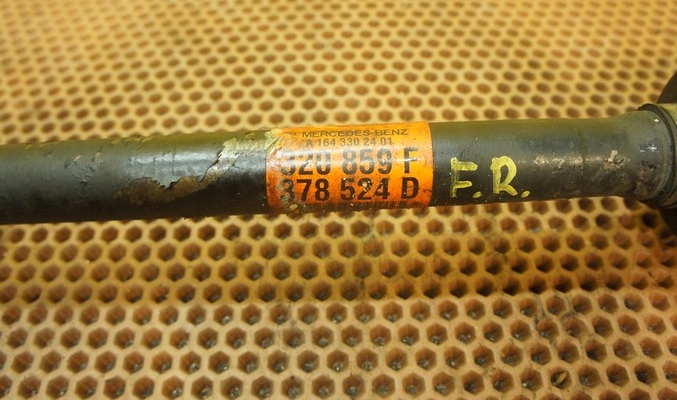 MERCEDES-BENZ
A 164 330 24 01
320 859 F
378 524 D
F.R.